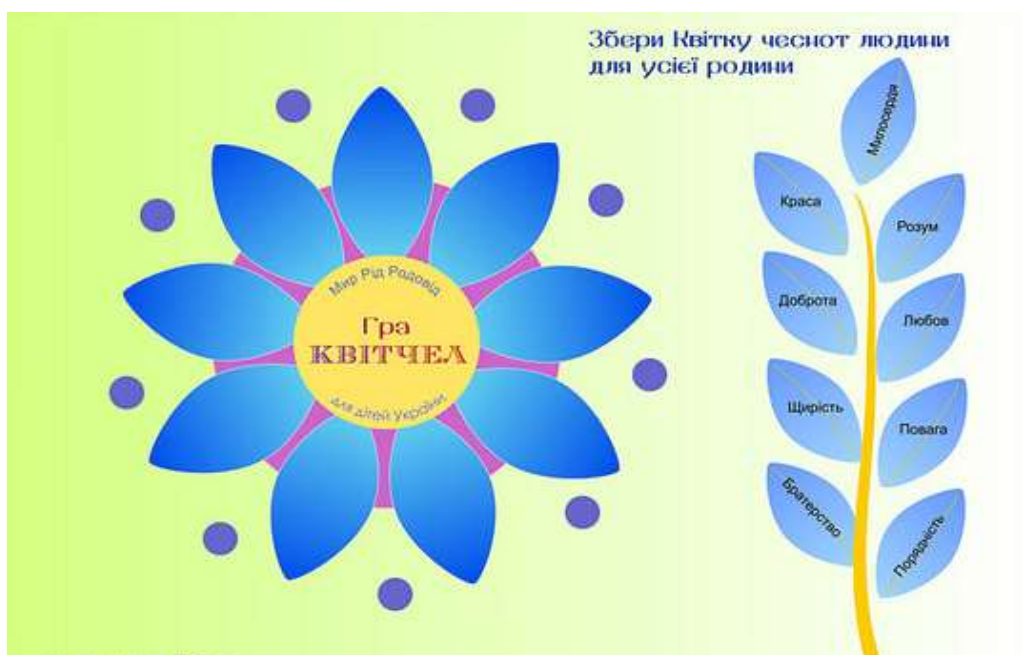 Збери Квітку чеснот людини
для усієї родини
Мир Рід Родовід
Гра
КВІТЧЕЛ
для дітей України
Милосердя
Краса
Розум
Доброта
Любов
Щирість
Повага
Братерство
Порядність